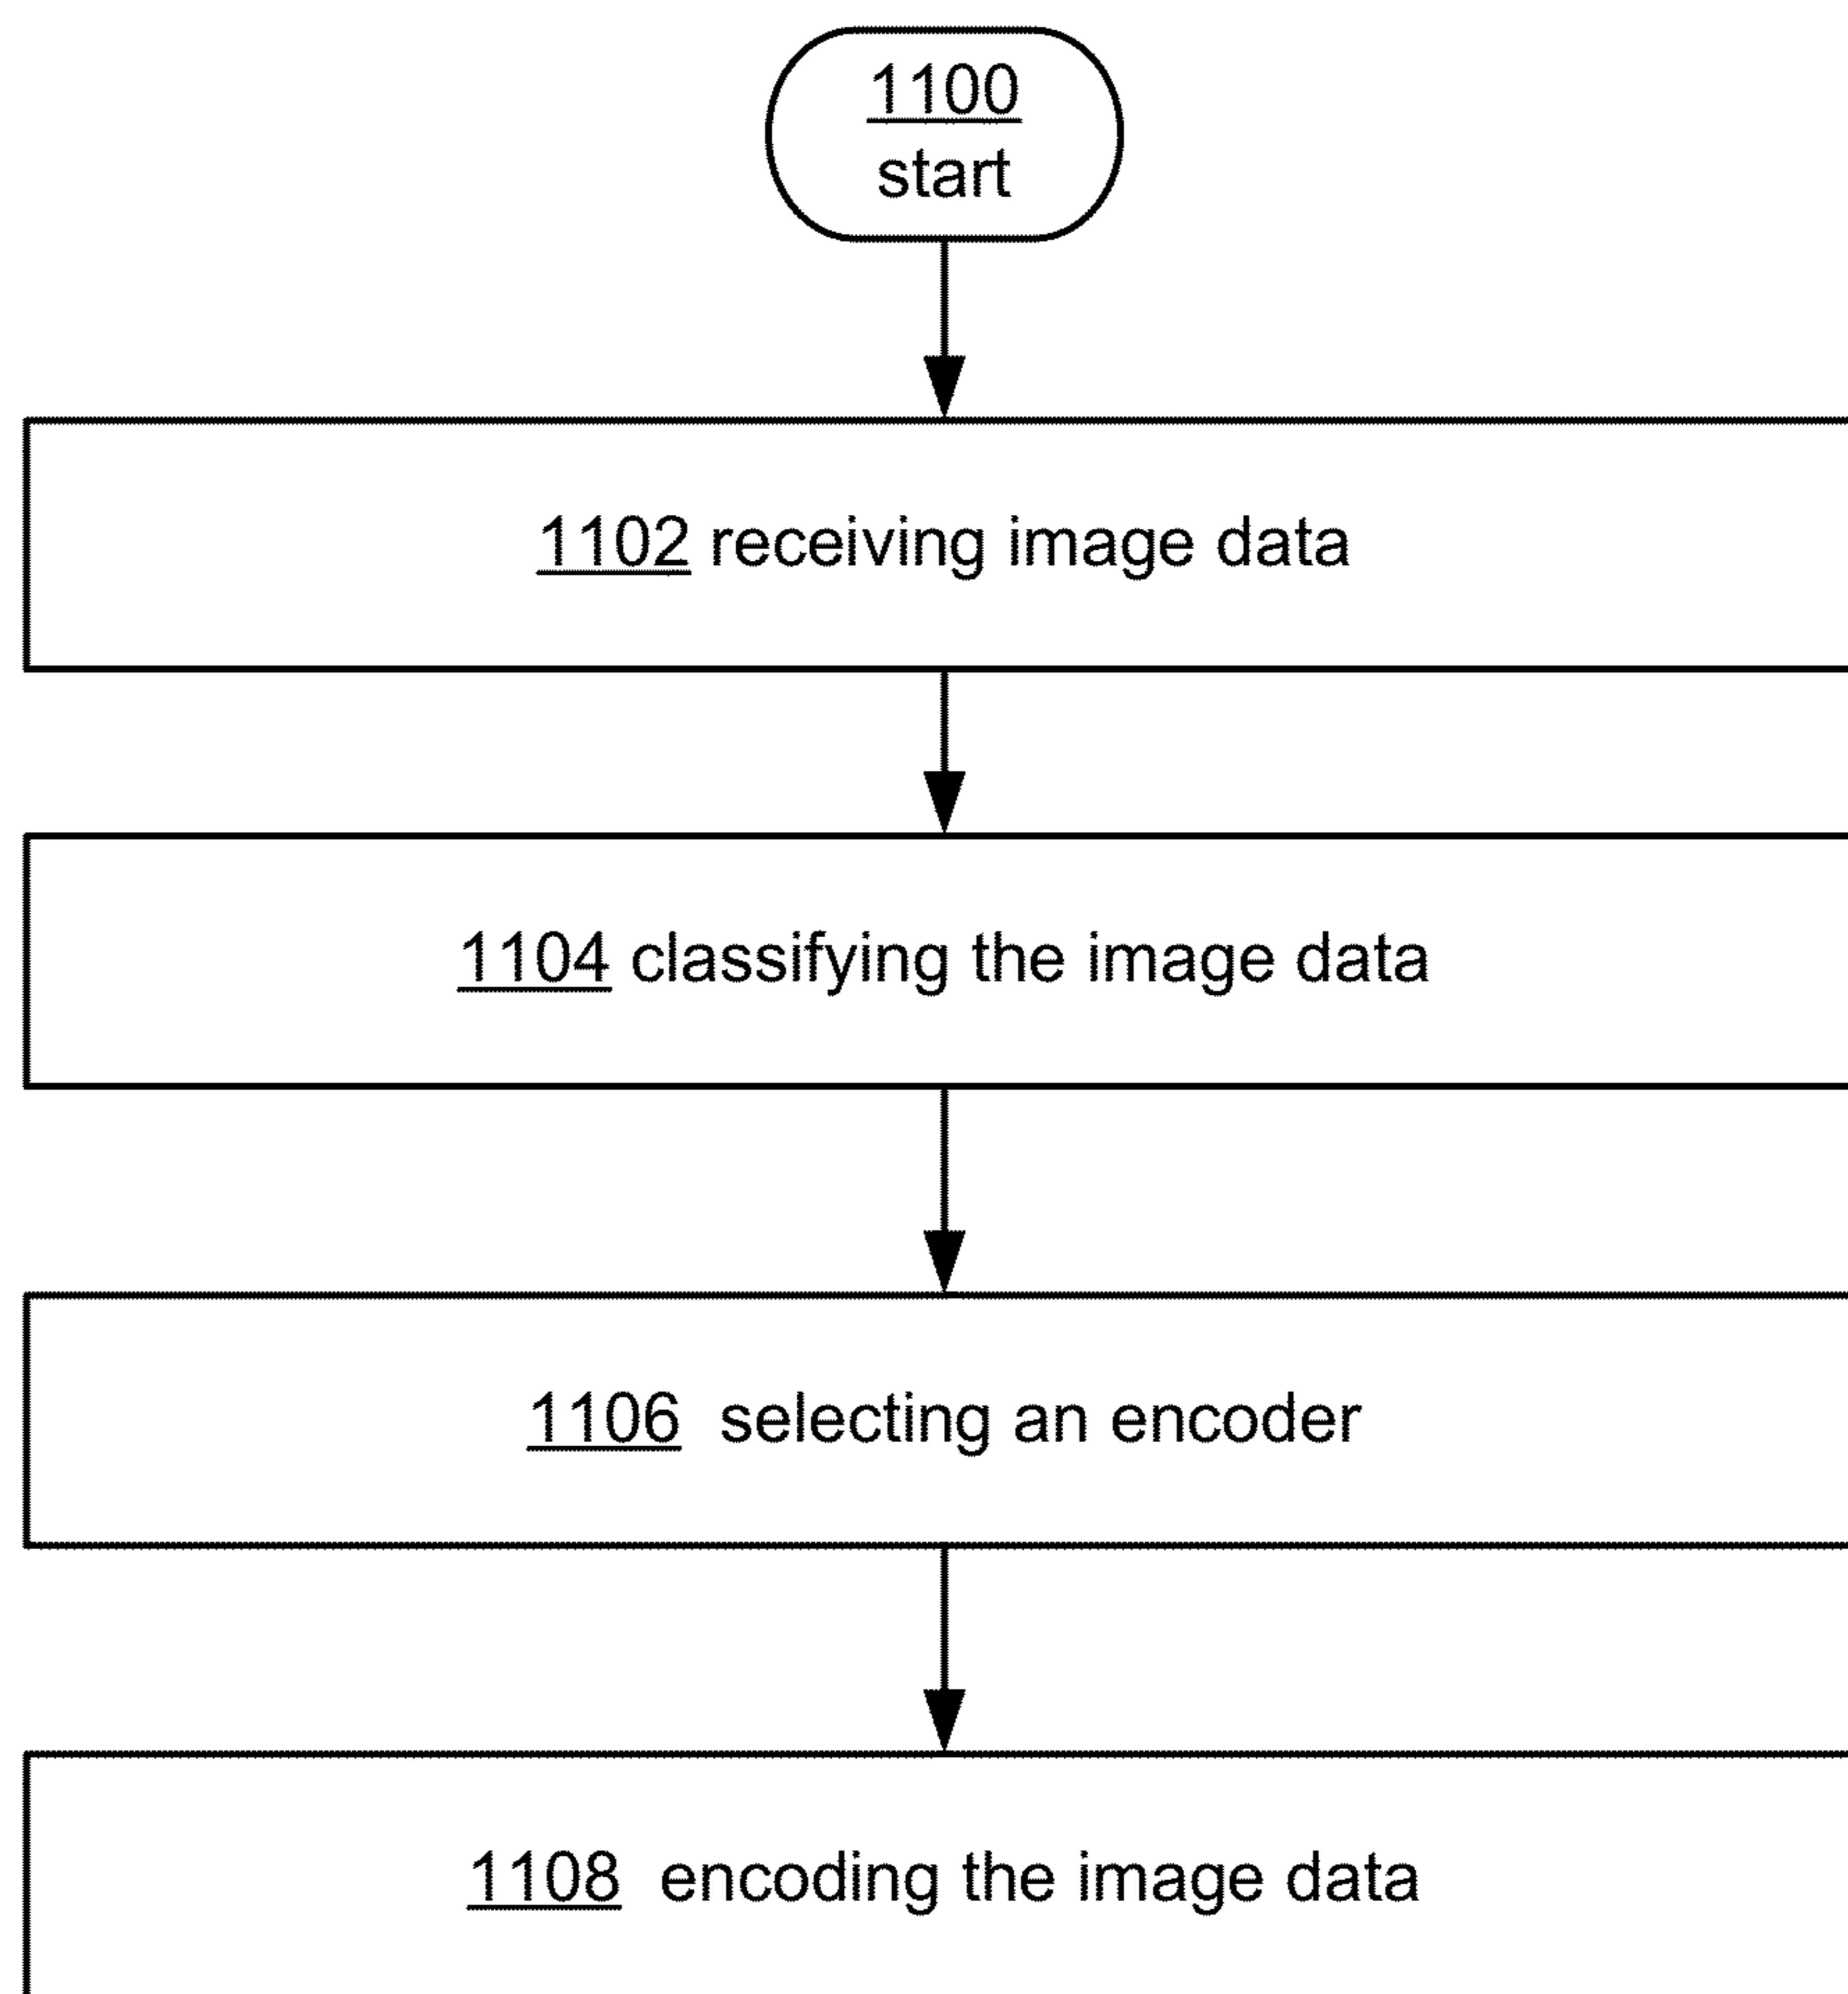 1100
start
1102 receiving image data
1104 classifying the image data
1106 selecting an encoder
1108 encoding the image data